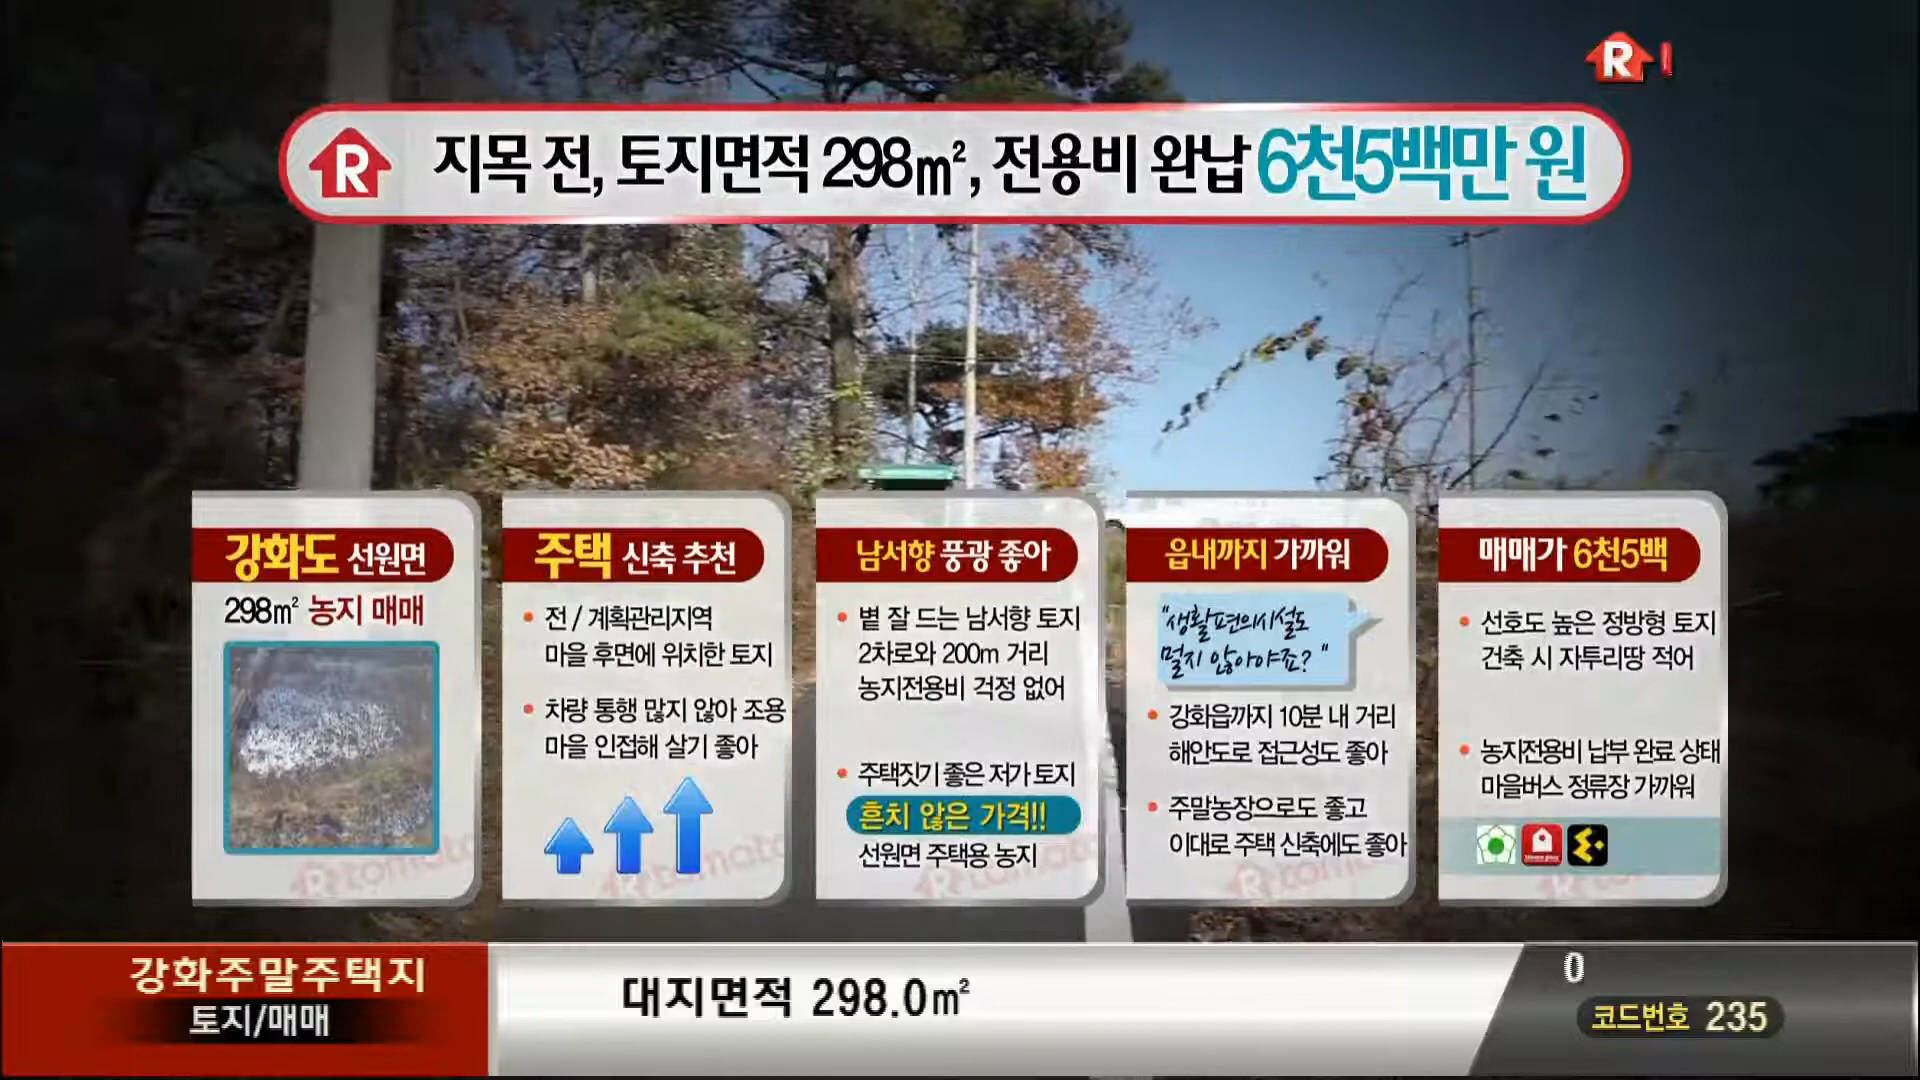 R
R 지목 전, 토지면적 298㎡, 전용비 완납 6천5백만 원
강화도 선원면
298㎡ 농지 매매
주택 신축 추천
전 / 계획관리지역
마을 후면에 위치한 토지
차량 통행 많지 않아 조용
마을 인접해 살기 좋아
남서향 풍광 좋아
볕 잘 드는 남서향 토지
2차로와 200m 거리
농지전용비 걱정 없어
주택짓기 좋은 저가 토지
흔치 않은 가격!!
선원면 주택용 농지
읍내까지 가까워
"생활편의시설도
멀지 않아야죠?"
강화읍까지 10분 내 거리
해안도로 접근성도 좋아
주말농장으로도 좋고
이대로 주택 신축에도 좋아
매매가 6천5백
선호도 높은 정방형 토지
건축 시 자투리땅 적어
농지전용비 납부 완료 상태
마을버스 정류장 가까워
강화주말주택지
토지/매매
대지면적 298.0㎡
0
코드번호 235